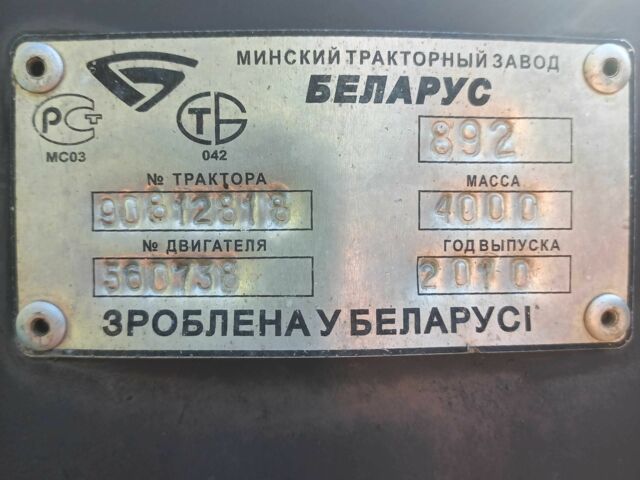 МИНСКИЙ ТРАКТОРНЫЙ ЗАВОД
БЕЛАРУС
РСТ
МС03
СТБ
042
892
№ ТРАКТОРА
90812818
МАССА
4000
№ ДВИГАТЕЛЯ
560738
ГОД ВЫПУСКА
2010
ЗРОБЛЕНА У БЕЛАРУСІ